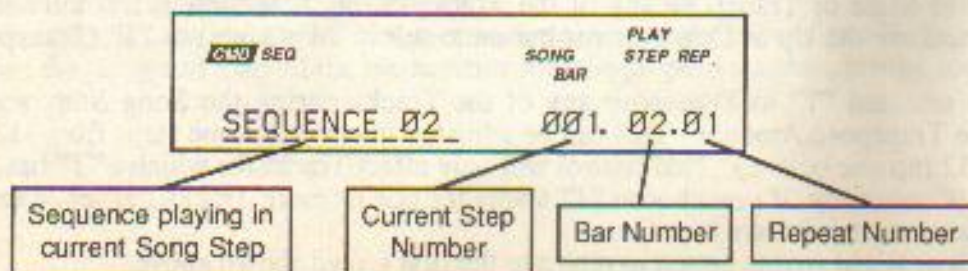 PLAY
CMD SEQ SONG STEP REP.
BAR
SEQUENCE 02 001. 02.01
Sequence playing in
current Song Step
Current Step
Number
Bar Number
Repeat Number